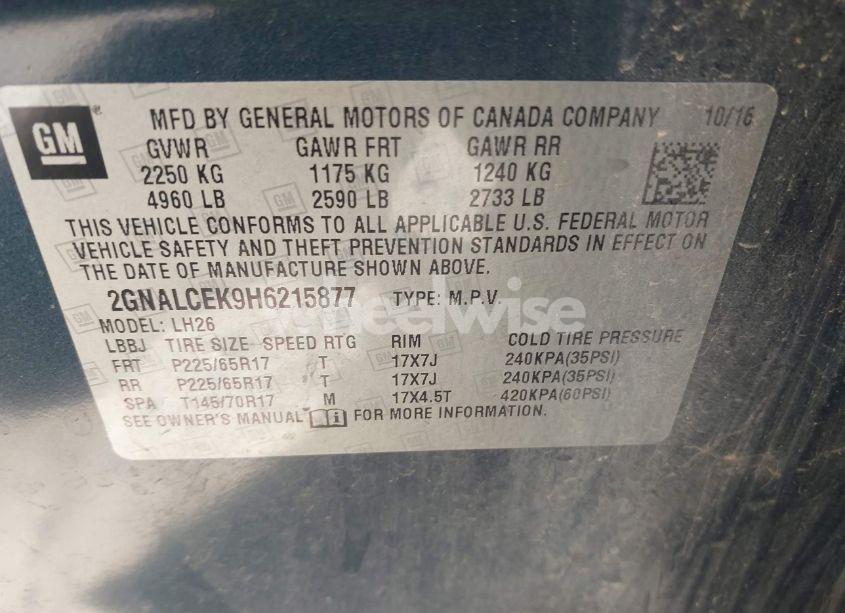 GM
MFD BY GENERAL MOTORS OF CANADA COMPANY 10/16
GVWR GAWR FRT GAWR RR
2250 KG 1175 KG 1240 KG
4960 LB 2590 LB 2733 LB
THIS VEHICLE CONFORMS TO ALL APPLICABLE U.S. FEDERAL MOTOR
VEHICLE SAFETY AND THEFT PREVENTION STANDARDS IN EFFECT ON
THE DATE OF MANUFACTURE SHOWN ABOVE.
2GNALCEK9H6215877 TYPE: M.P.V.
wheelwise
MODEL: LH26
LBBJ TIRE SIZE SPEED RTG RIM COLD TIRE PRESSURE
FRT P225/65R17 T 17X7J 240KPA(35PSI)
RR P225/65R17 T 17X7J 240KPA(35PSI)
SPA T145/70R17 M 17X4.5T 420KPA(60PSI)
SEE OWNER'S MANUAL FOR MORE INFORMATION.